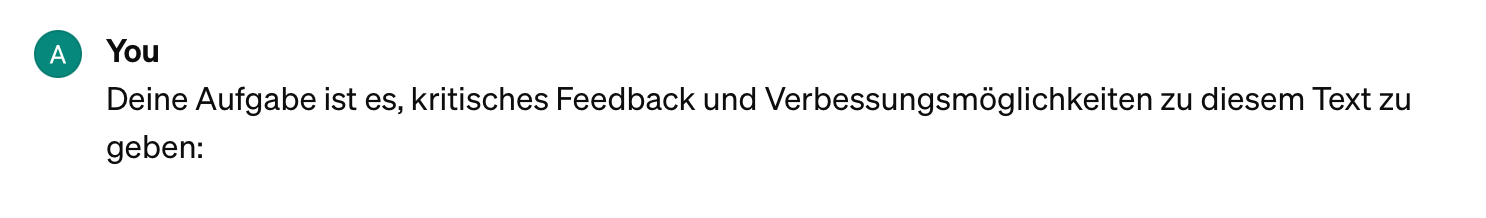 A
You
Deine Aufgabe ist es, kritisches Feedback und Verbessungsmöglichkeiten zu diesem Text zu
geben: